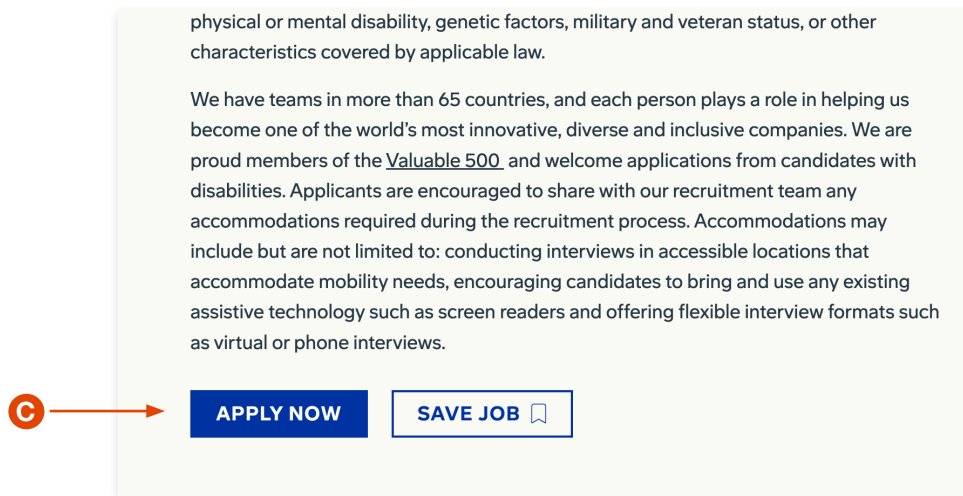 physical or mental disability, genetic factors, military and veteran status, or other
characteristics covered by applicable law.
We have teams in more than 65 countries, and each person plays a role in helping us
become one of the world’s most innovative, diverse and inclusive companies. We are
proud members of the Valuable 500 and welcome applications from candidates with
disabilities. Applicants are encouraged to share with our recruitment team any
accommodations required during the recruitment process. Accommodations may
include but are not limited to: conducting interviews in accessible locations that
accommodate mobility needs, encouraging candidates to bring and use any existing
assistive technology such as screen readers and offering flexible interview formats such
as virtual or phone interviews.
C
APPLY NOW
SAVE JOB